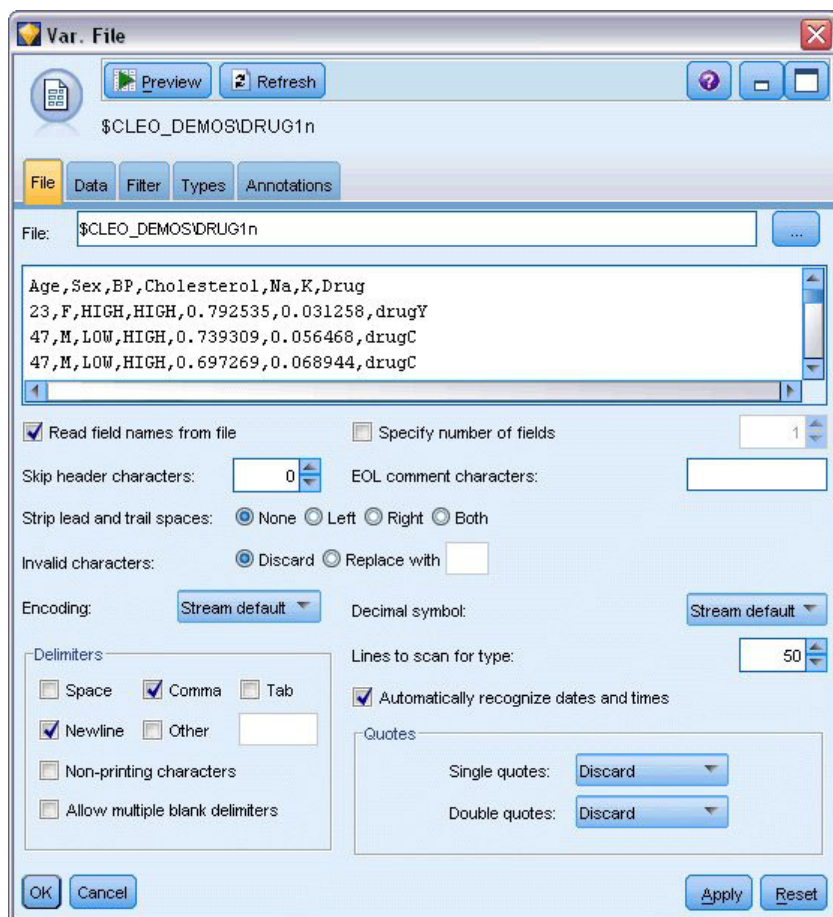 Var. File
Preview Refresh
$CLEO_DEMOS\DRUG1n
File Data Filter Types Annotations
File: $CLEO_DEMOS\DRUG1n ...
Age,Sex,BP,Cholesterol,Na,K,Drug
23,F,HIGH,HIGH,0.792535,0.031258,drugY
47,M,LOW,HIGH,0.739309,0.056468,drugC
47,M,LOW,HIGH,0.697269,0.068944,drugC
Read field names from file Specify number of fields 1
Skip header characters: 0 EOL comment characters:
Strip lead and trail spaces: None Left Right Both
Invalid characters: Discard Replace with
Encoding: Stream default Decimal symbol: Stream default
Delimiters Lines to scan for type: 50
Space Comma Tab Automatically recognize dates and times
Newline Other Quotes
Non-printing characters Single quotes: Discard
Allow multiple blank delimiters Double quotes: Discard
OK Cancel Apply Reset